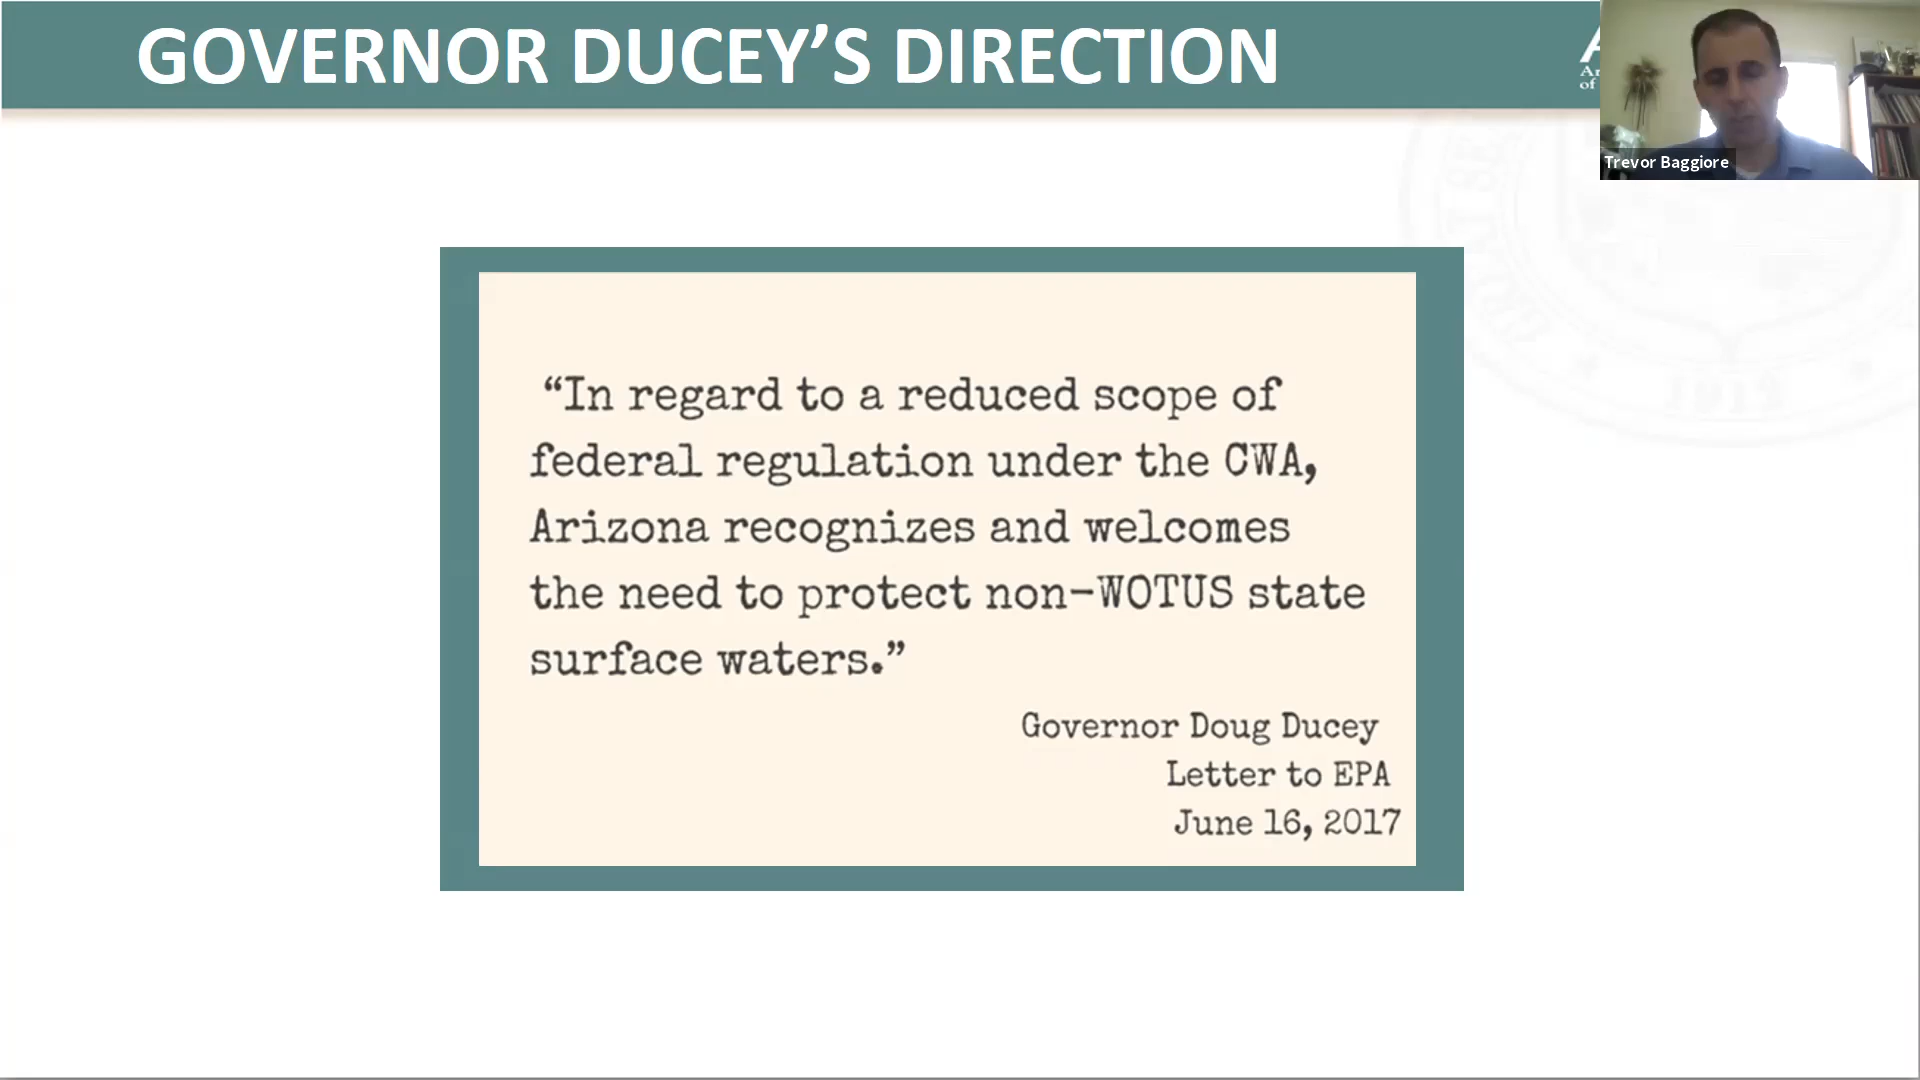 GOVERNOR DUCEY’S DIRECTION
of
Trevor Baggiore
“In regard to a reduced scope of
federal regulation under the CWA,
Arizona recognizes and welcomes
the need to protect non-WOTUS state
surface waters.”
Governor Doug Ducey
Letter to EPA
June 16, 2017
1912